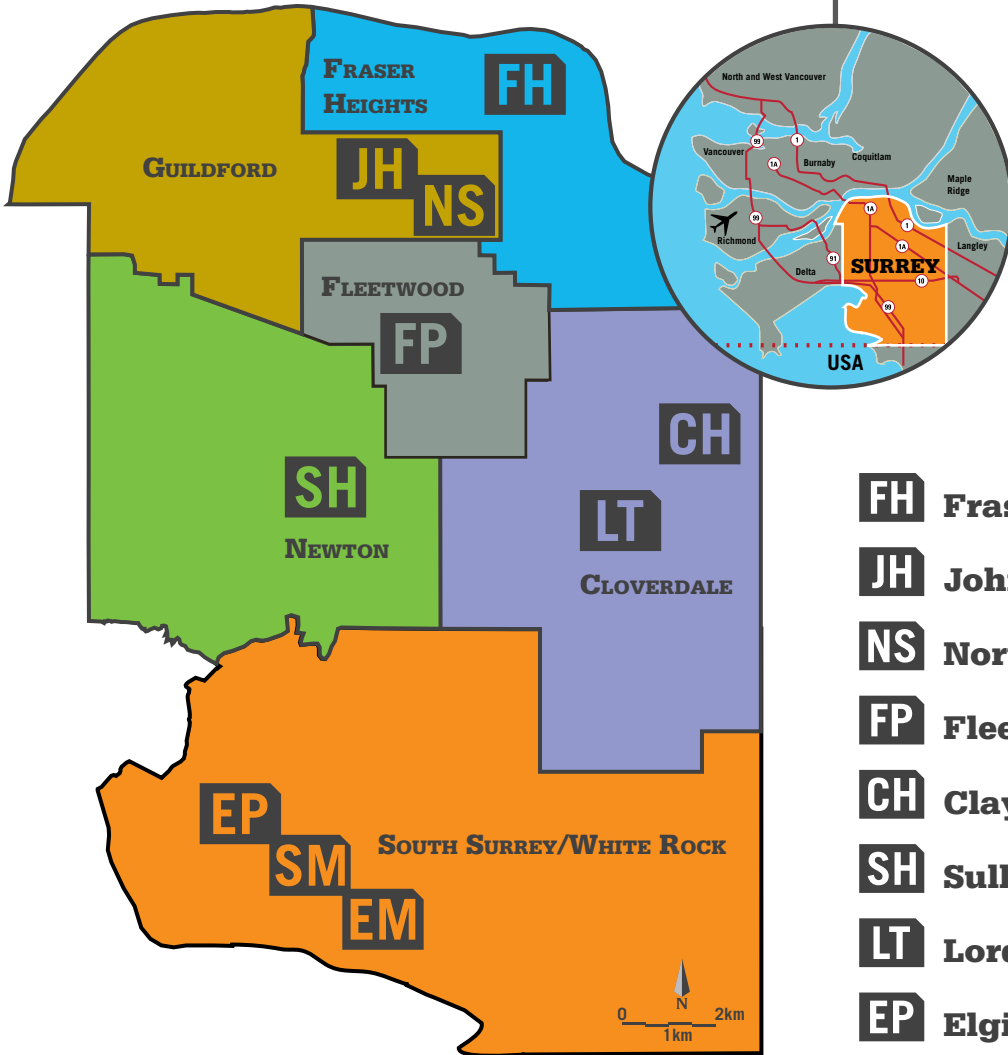 FRASER
HEIGHTS
FH
GUILDFORD
JH
NS
FLEETWOOD
FP
CH
SH
LT
NEWTON
CLOVERDALE
EP
SM
EM
SOUTH SURREY/WHITE ROCK
N
0 2km
1km
North and West Vancouver
99
1
Vancouver
1A
Burnaby
Coquitlam
Maple
Ridge
1A
99
1
Richmond
1A
Langley
91
SURREY
Delta
10
99
USA
FH
JH
NS
FP
CH
SH
LT
EP